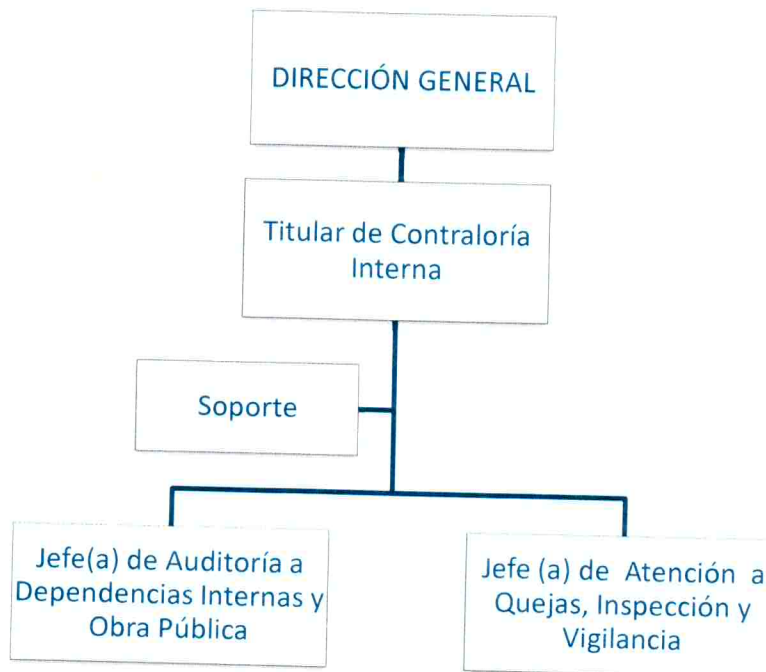 DIRECCIÓN GENERAL
Titular de Contraloría
Interna
Soporte
Jefe(a) de Auditoría a
Dependencias Internas y
Obra Pública
Jefe (a) de Atención a
Quejas, Inspección y
Vigilancia